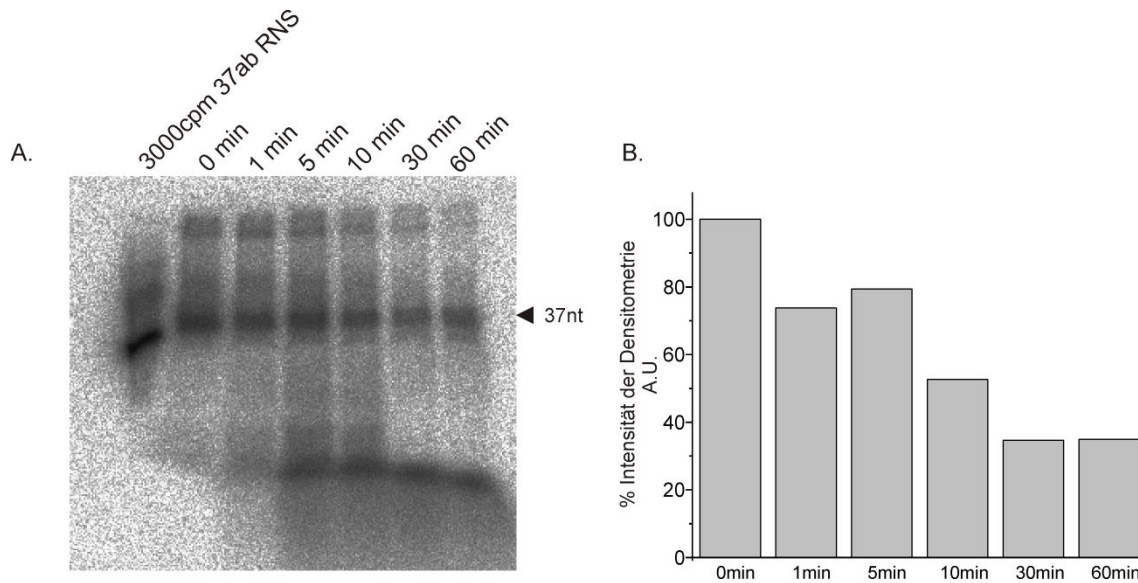 A.
3000cpm 37ab RNS
0 min
1 min
5 min
10 min
30 min
60 min
37nt
B.
% Intensität der Densitometrie
A.U.
100
80
60
40
20
0
0min
1min
5min
10min
30min
60min